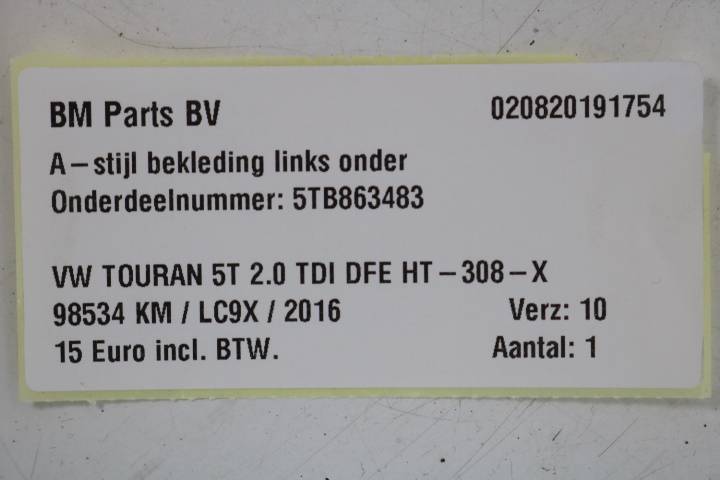 BM Parts BV 020820191754
A-stijl bekleding links onder
Onderdeelnummer: 5TB863483
VW TOURAN 5T 2.0 TDI DFE HT-308-X
98534 KM / LC9X / 2016 Verz: 10
15 Euro incl. BTW. Aantal: 1